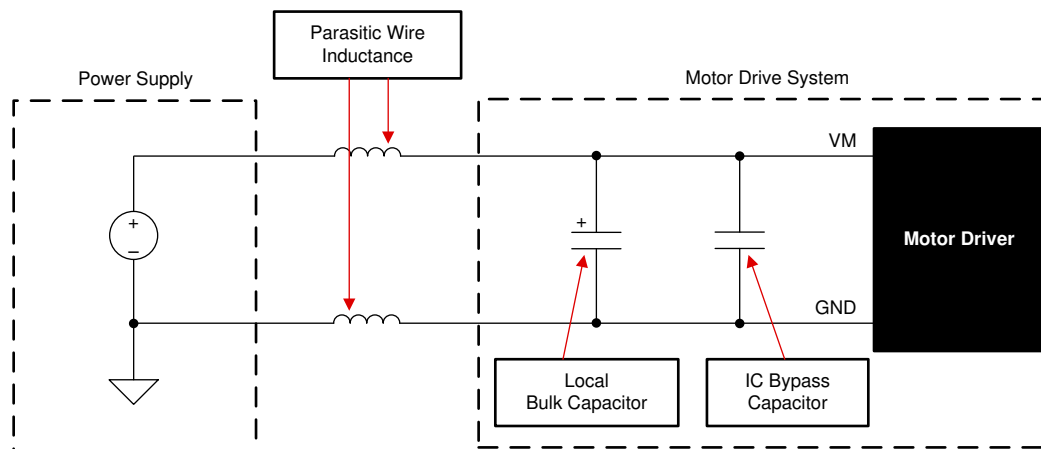 Parasitic Wire
Inductance
Power Supply
Motor Drive System
VM
+
–
+
Motor Driver
GND
Local
Bulk Capacitor
IC Bypass
Capacitor